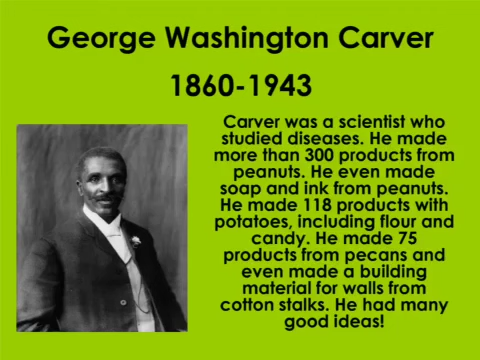 George Washington Carver
1860-1943
Carver was a scientist who
studied diseases. He made
more than 300 products from
peanuts. He even made
soap and ink from peanuts.
He made 118 products with
potatoes, including flour and
candy. He made 75
products from pecans and
even made a building
material for walls from
cotton stalks. He had many
good ideas!